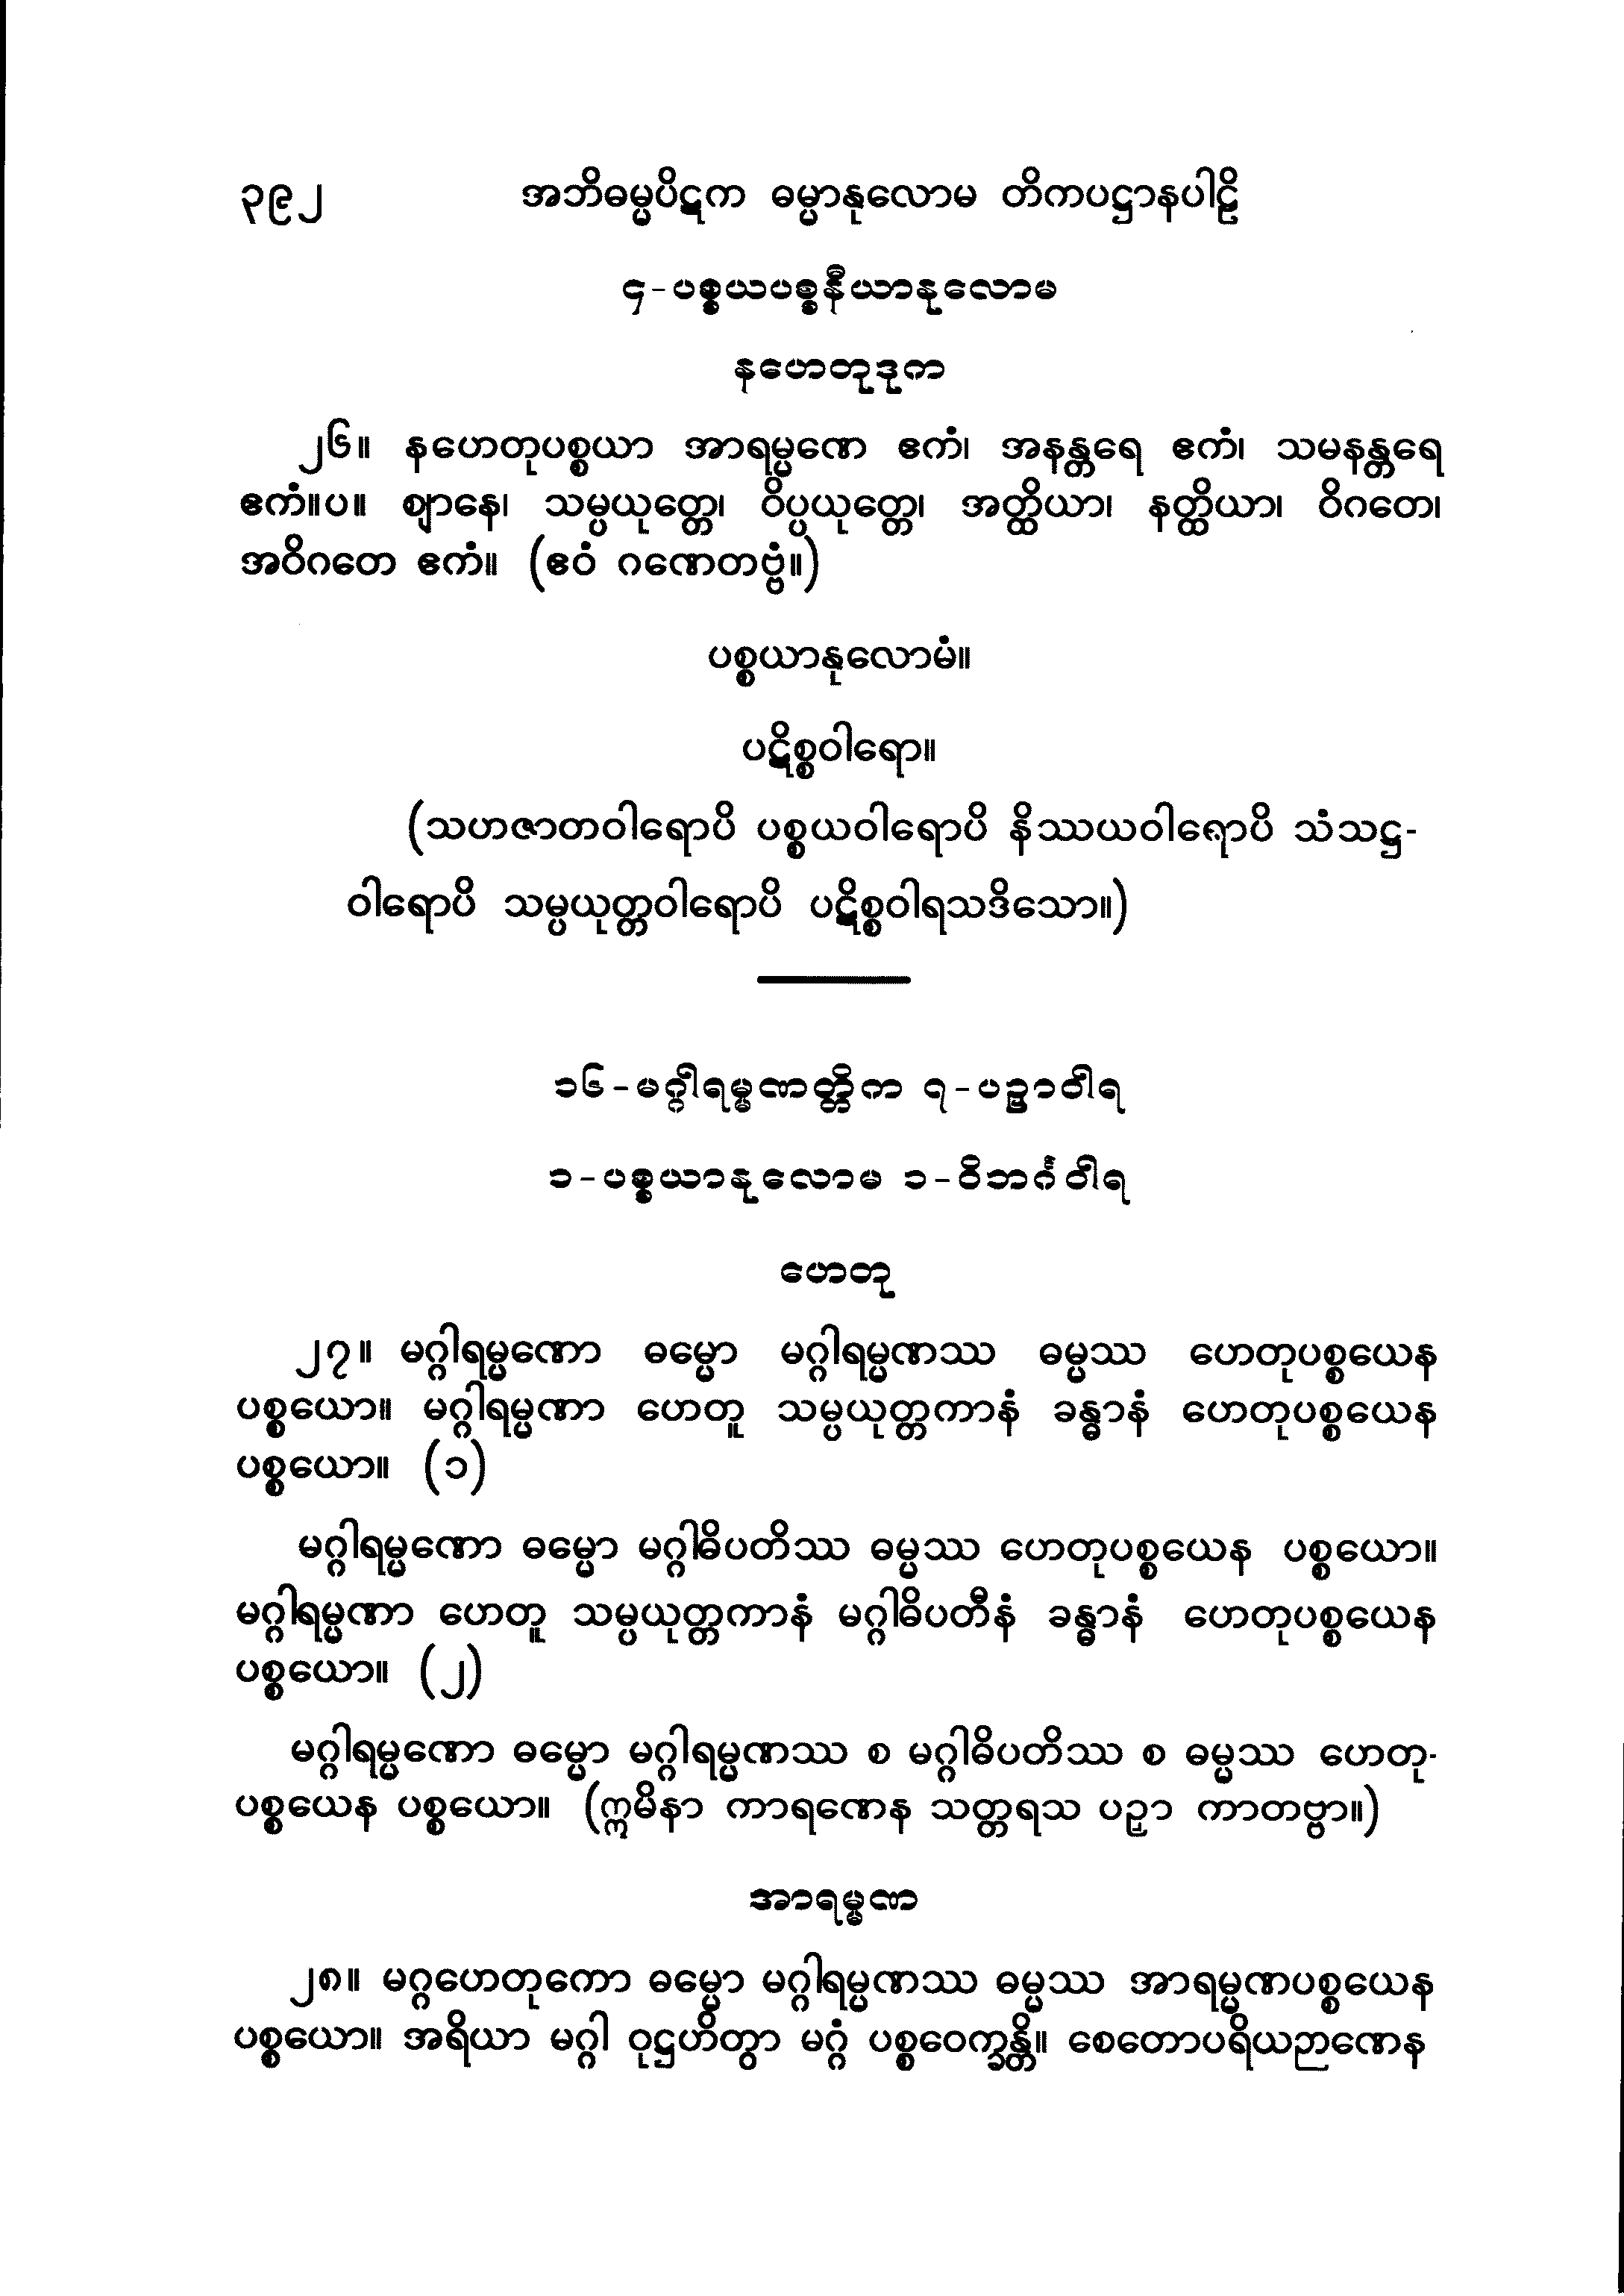 ၃၉၂ အဘိဓမ္မပိဋက ဓမ္မာနုလောမ တိကပဋ္ဌာနပါဠိ
၄-ပစ္စယပစ္စနီယာနုလောမ
နဟေတုဒုက
၂၆။ နဟေတုပစ္စယာ အာရမ္မဏေ ဧကံ၊ အနန္တရေ ဧကံ၊ သမနန္တရေ
ဧကံ။ပ။ ဈာနေ၊ သမ္ပယုတ္တေ၊ ဝိပ္ပယုတ္တေ၊ အတ္ထိယာ၊ နတ္ထိယာ၊ ဝိဂတေ၊
အဝိဂတေ ဧကံ။ (ဧဝံ ဂဏေတဗ္ဗံ။)
ပစ္စယာနုလောမံ။
ပဋိစ္စဝါရော။
(သဟဇာတဝါရောပိ ပစ္စယဝါရောပိ နိဿယဝါရောပိ သံသဋ္ဌ-
ဝါရောပိ သမ္ပယုတ္တဝါရောပိ ပဋိစ္စဝါရသဒိသော။)
၁၆-မဂ္ဂါရမ္မဏတ္တိက ၇-ပဉှာဝါရ
၁-ပစ္စယာနုလောမ ၁-ဝိဘင်္ဂဝါရ
ဟေတု
၂၇။ မဂ္ဂါရမ္မဏော ဓမ္မော မဂ္ဂါရမ္မဏဿ ဓမ္မဿ ဟေတုပစ္စယေန
ပစ္စယော။ မဂ္ဂါရမ္မဏာ ဟေတူ သမ္ပယုတ္တကာနံ ခန္ဓာနံ ဟေတုပစ္စယေန
ပစ္စယော။ (၁)
မဂ္ဂါရမ္မဏော ဓမ္မော မဂ္ဂါဓိပတိဿ ဓမ္မဿ ဟေတုပစ္စယေန ပစ္စယော။
မဂ္ဂါရမ္မဏာ ဟေတူ သမ္ပယုတ္တကာနံ မဂ္ဂါဓိပတီနံ ခန္ဓာနံ ဟေတုပစ္စယေန
ပစ္စယော။ (၂)
မဂ္ဂါရမ္မဏော ဓမ္မော မဂ္ဂါရမ္မဏဿ စ မဂ္ဂါဓိပတိဿ စ ဓမ္မဿ ဟေတု-
ပစ္စယေန ပစ္စယော။ (ဣမိနာ ကာရဏေန သတ္တရသ ပဉှာ ကာတဗ္ဗာ။)
အာရမ္မဏ
၂၈။ မဂ္ဂဟေတုကော ဓမ္မော မဂ္ဂါရမ္မဏဿ ဓမ္မဿ အာရမ္မဏပစ္စယေန
ပစ္စယော။ အရိယာ မဂ္ဂါ ဝုဋ္ဌဟိတွာ မဂ္ဂံ ပစ္စဝေက္ခန္တိ။ စေတောပရိယဉာဏေန